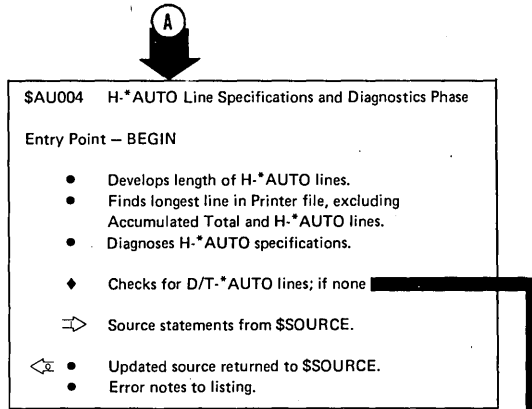 A
$AU004 H-*AUTO Line Specifications and Diagnostics Phase
Entry Point — BEGIN
• Develops length of H-*AUTO lines.
• Finds longest line in Printer file, excluding
Accumulated Total and H-*AUTO lines.
• Diagnoses H-*AUTO specifications.
♦ Checks for D/T-*AUTO lines; if none
Source statements from $SOURCE.
• Updated source returned to $SOURCE.
• Error notes to listing.